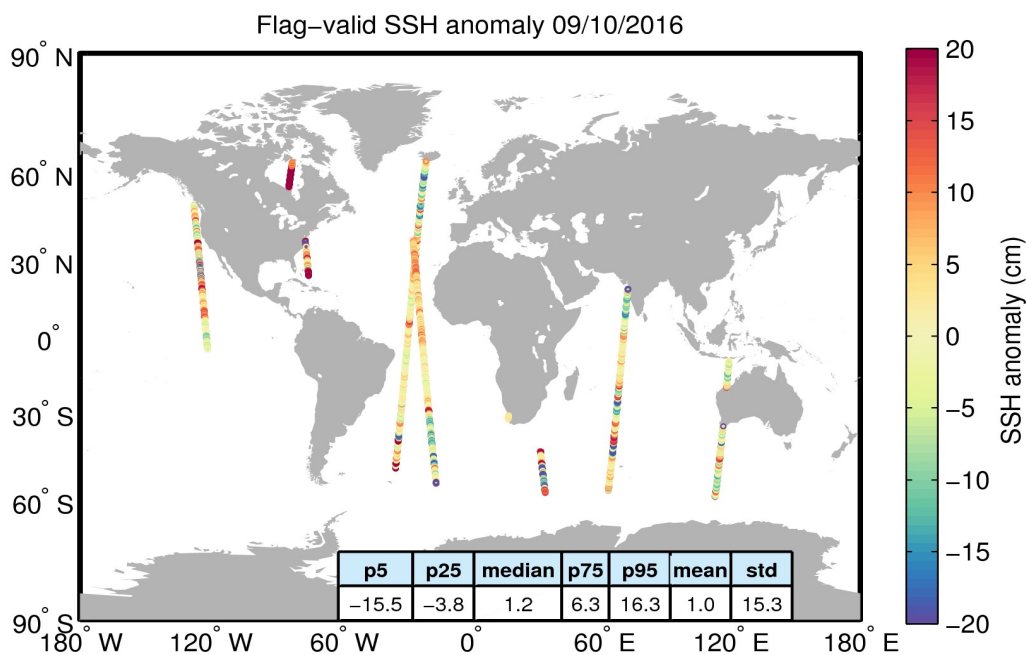 Flag−valid SSH anomaly 09/10/2016
90° N
60° N
30° N
0°
30° S
60° S
90° S
180° W
120° W
60° W
0°
60° E
120° E
180° E
p5 p25 median p75 p95 mean std
−15.5 −3.8 1.2 6.3 16.3 1.0 15.3
20
15
10
5
0
−5
−10
−15
−20
SSH anomaly (cm)